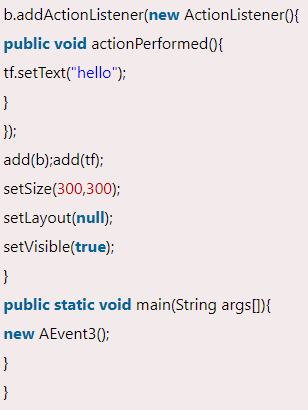 b.addActionListener(new ActionListener(){
public void actionPerformed(){
tf.setText("hello");
}
});
add(b);add(tf);
setSize(300,300);
setLayout(null);
setVisible(true);
}
public static void main(String args[]){
new AEvent3();
}
}